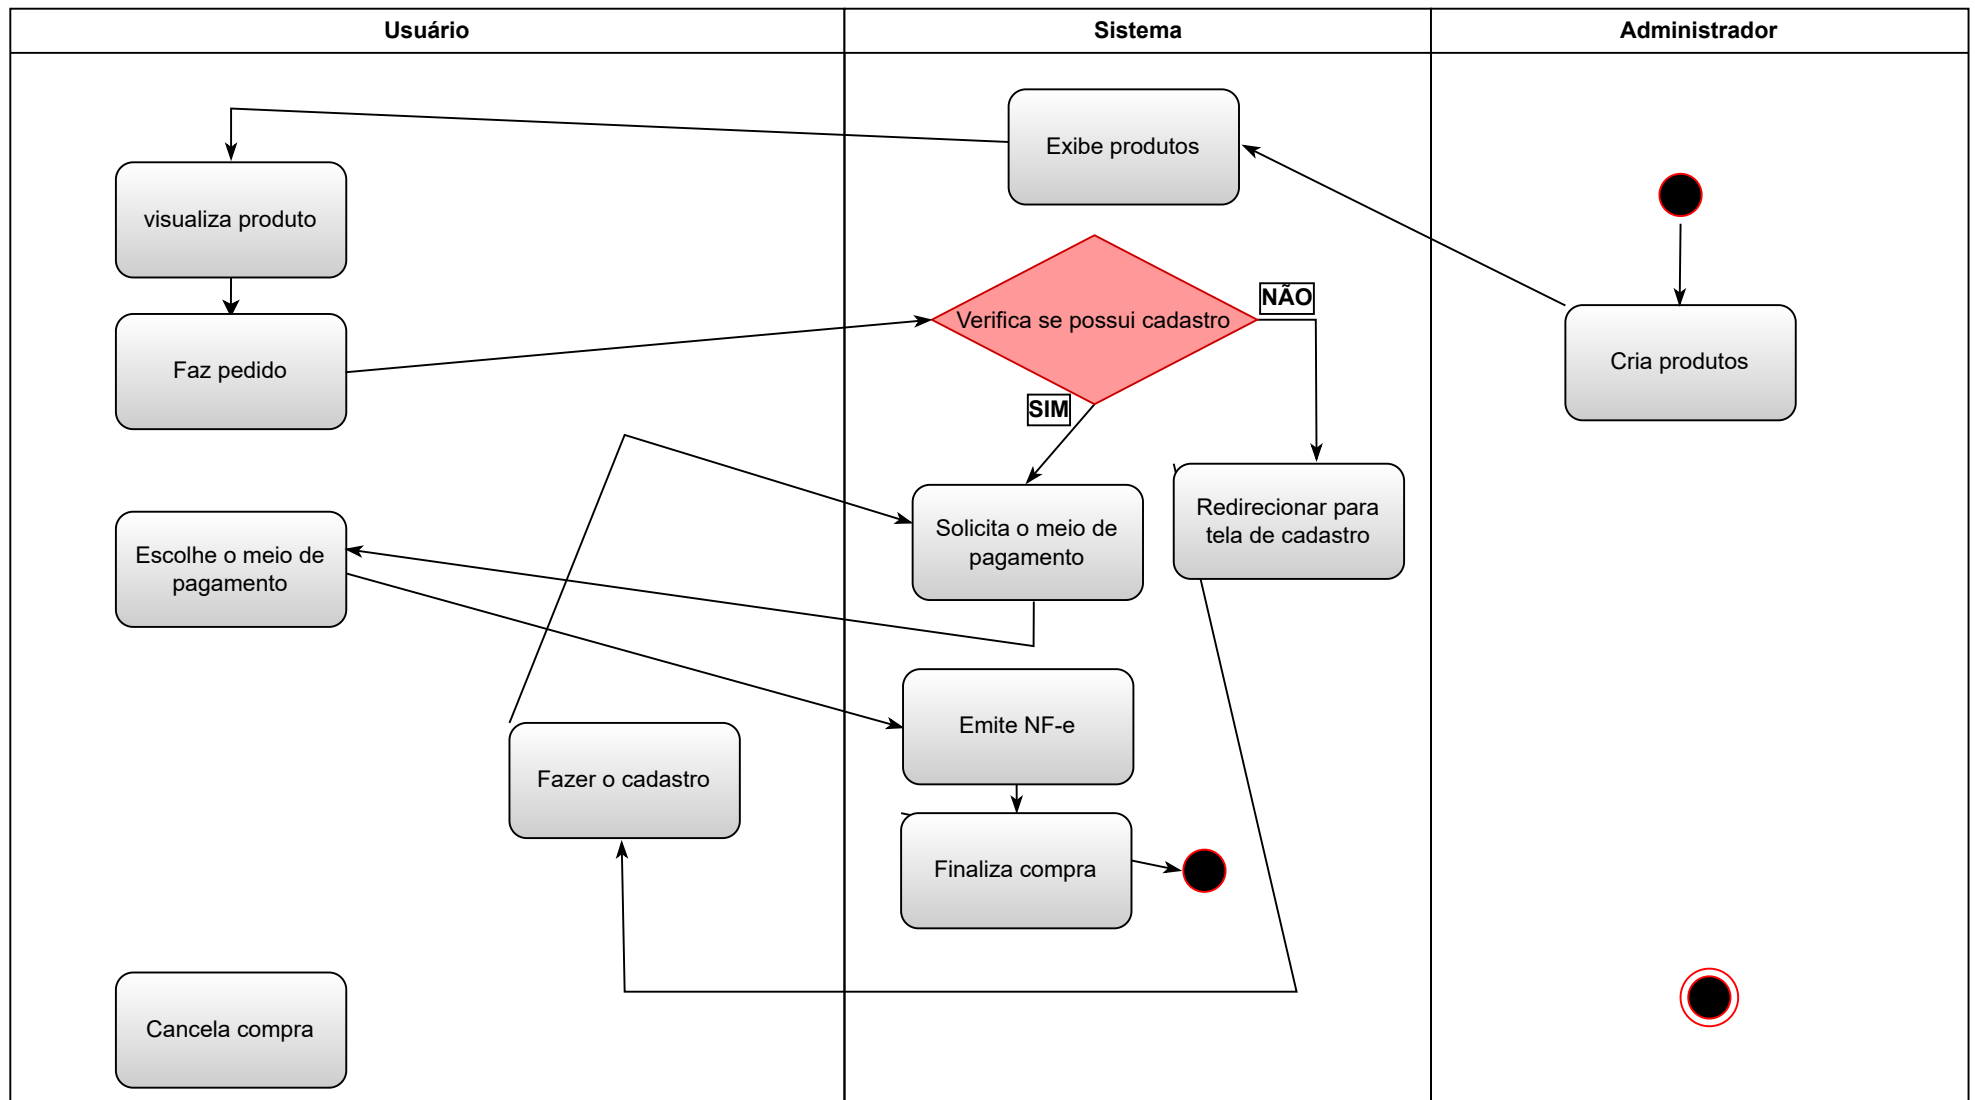 Usuário
Sistema
Administrador
Exibe produtos
visualiza produto
NÃO
Verifica se possui cadastro
Cria produtos
Faz pedido
SIM
Redirecionar para
tela de cadastro
Solicita o meio de
pagamento
Escolhe o meio de
pagamento
Emite NF-e
Fazer o cadastro
Finaliza compra
Cancela compra